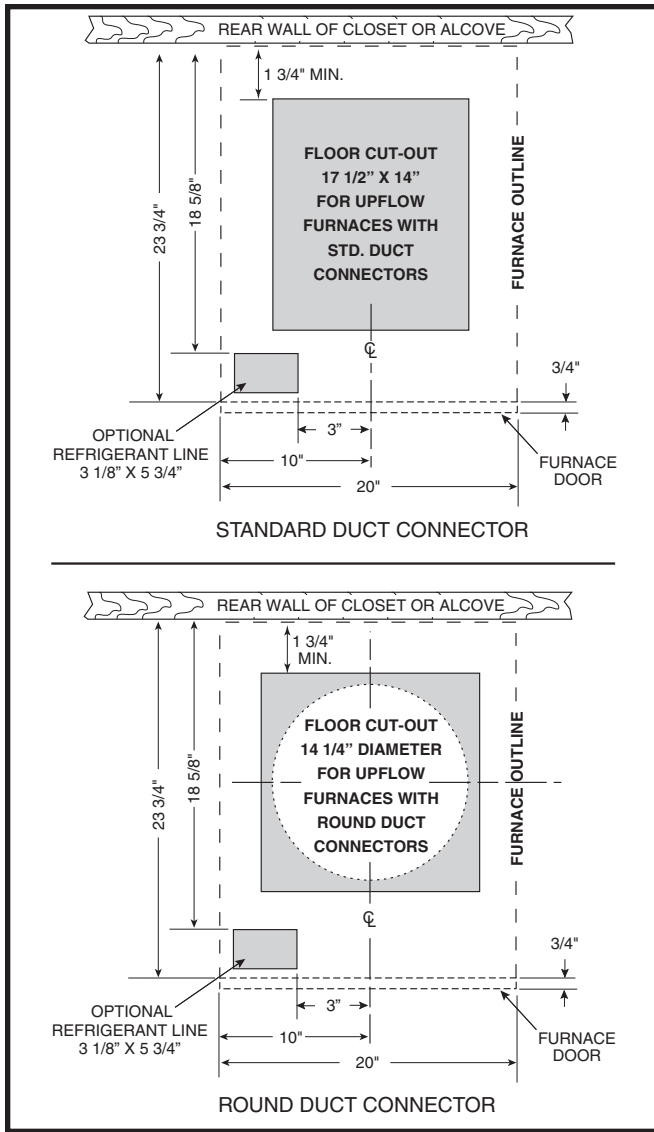 REAR WALL OF CLOSET OR ALCOVE
1 3/4" MIN.
FLOOR CUT-OUT
17 1/2” X 14”
FOR UPFLOW
FURNACES WITH
STD. DUCT
CONNECTORS
FURNACE OUTLINE
23 3/4"
18 5/8"
℄
3/4"
OPTIONAL
REFRIGERANT LINE
3 1/8” X 5 3/4”
3”
10"
20"
FURNACE
DOOR
STANDARD DUCT CONNECTOR
REAR WALL OF CLOSET OR ALCOVE
1 3/4"
MIN.
FLOOR CUT-OUT
14 1/4” DIAMETER
FOR UPFLOW
FURNACES WITH
ROUND DUCT
CONNECTORS
FURNACE OUTLINE
23 3/4"
18 5/8"
℄
3/4"
OPTIONAL
REFRIGERANT LINE
3 1/8” X 5 3/4”
3”
10"
20"
FURNACE
DOOR
ROUND DUCT CONNECTOR